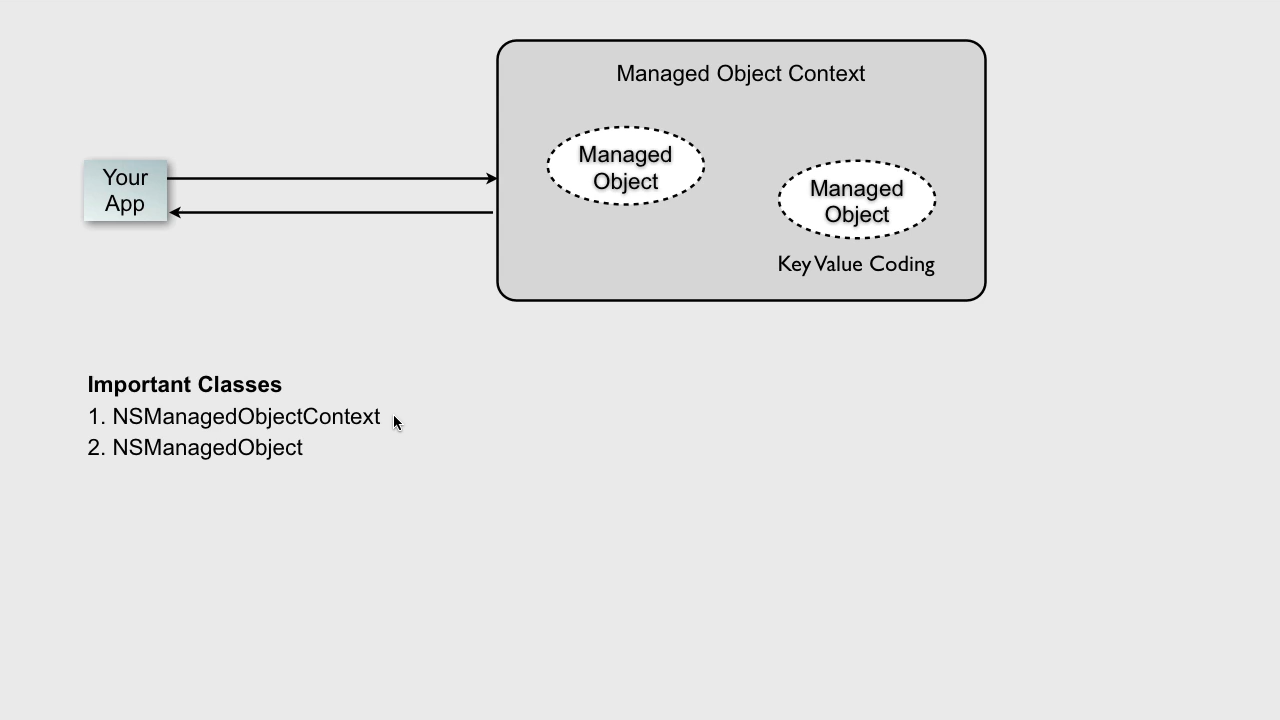 Managed Object Context
Managed
Object
Your
App
Managed
Object
Key Value Coding
Important Classes
1. NSManagedObjectContext
2. NSManagedObject